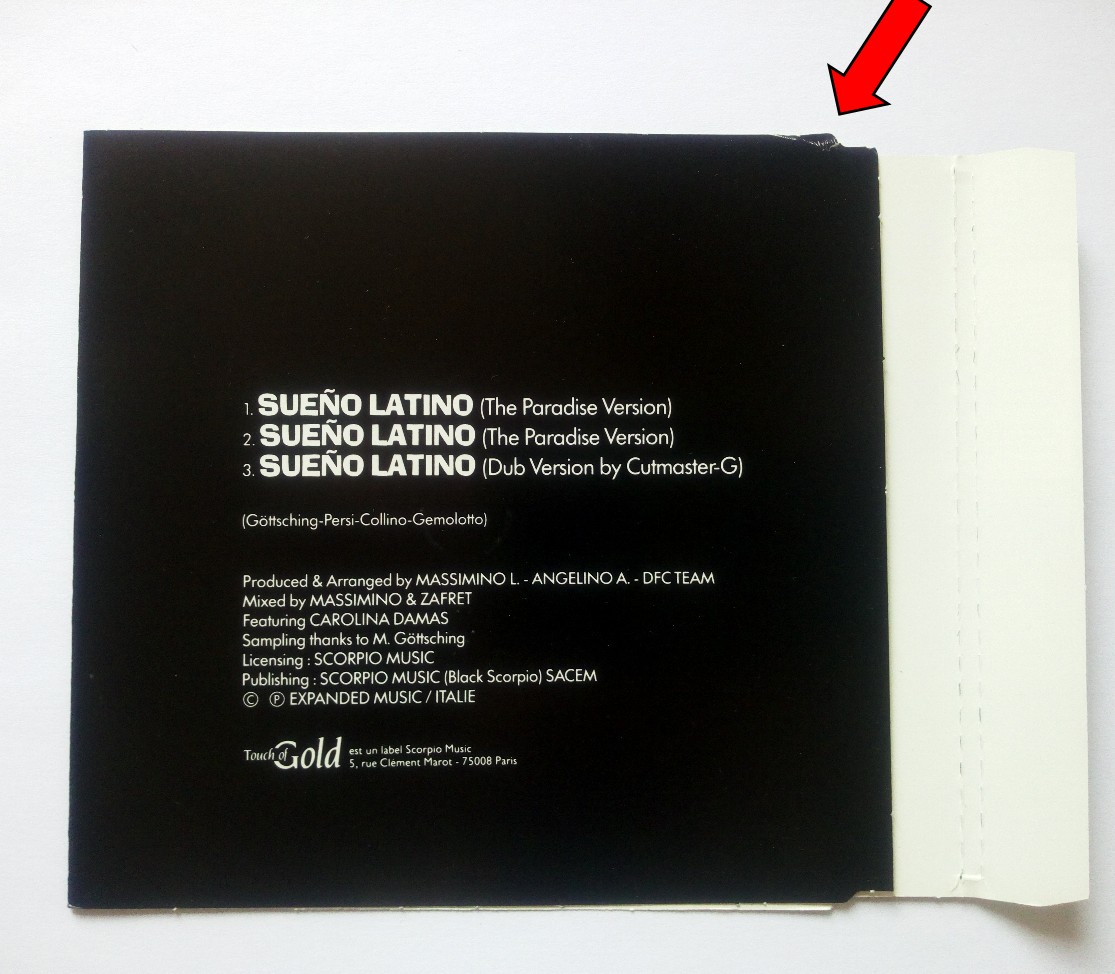 1. SUEÑO LATINO (The Paradise Version)
2. SUEÑO LATINO (The Paradise Version)
3. SUEÑO LATINO (Dub Version by Cutmaster-G)
(Göttsching-Persi-Collino-Gemolotto)
Produced & Arranged by MASSIMINO L. - ANGELINO A. - DFC TEAM
Mixed by MASSIMINO & ZAFRET
Featuring CAROLINA DAMAS
Sampling thanks to M. Göttsching
Licensing : SCORPIO MUSIC
Publishing : SCORPIO MUSIC (Black Scorpio) SACEM
© ℗ EXPANDED MUSIC / ITALIE
Touch of Gold est un label Scorpio Music
5, rue Clément Marot - 75008 Paris